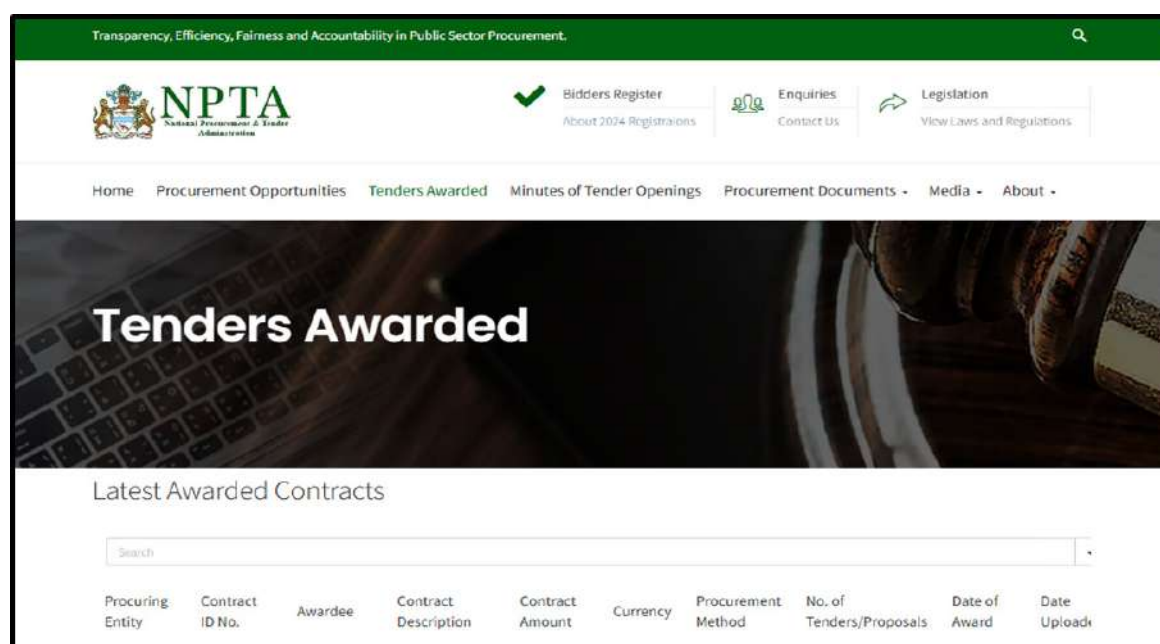 Transparency, Efficiency, Fairness and Accountability in Public Sector Procurement.
NPTA
National Procurement & Tender
Administration
Bidders Register
About 2024 Registraions
Enquiries
Contact Us
Legislation
View Laws and Regulations
Home Procurement Opportunities Tenders Awarded Minutes of Tender Openings Procurement Documents Media About
Tenders Awarded
Latest Awarded Contracts
Search
Procuring Entity
Contract ID No.
Awardee
Contract Description
Contract Amount
Currency
Procurement Method
No. of Tenders/Proposals
Date of Award
Date Uploade